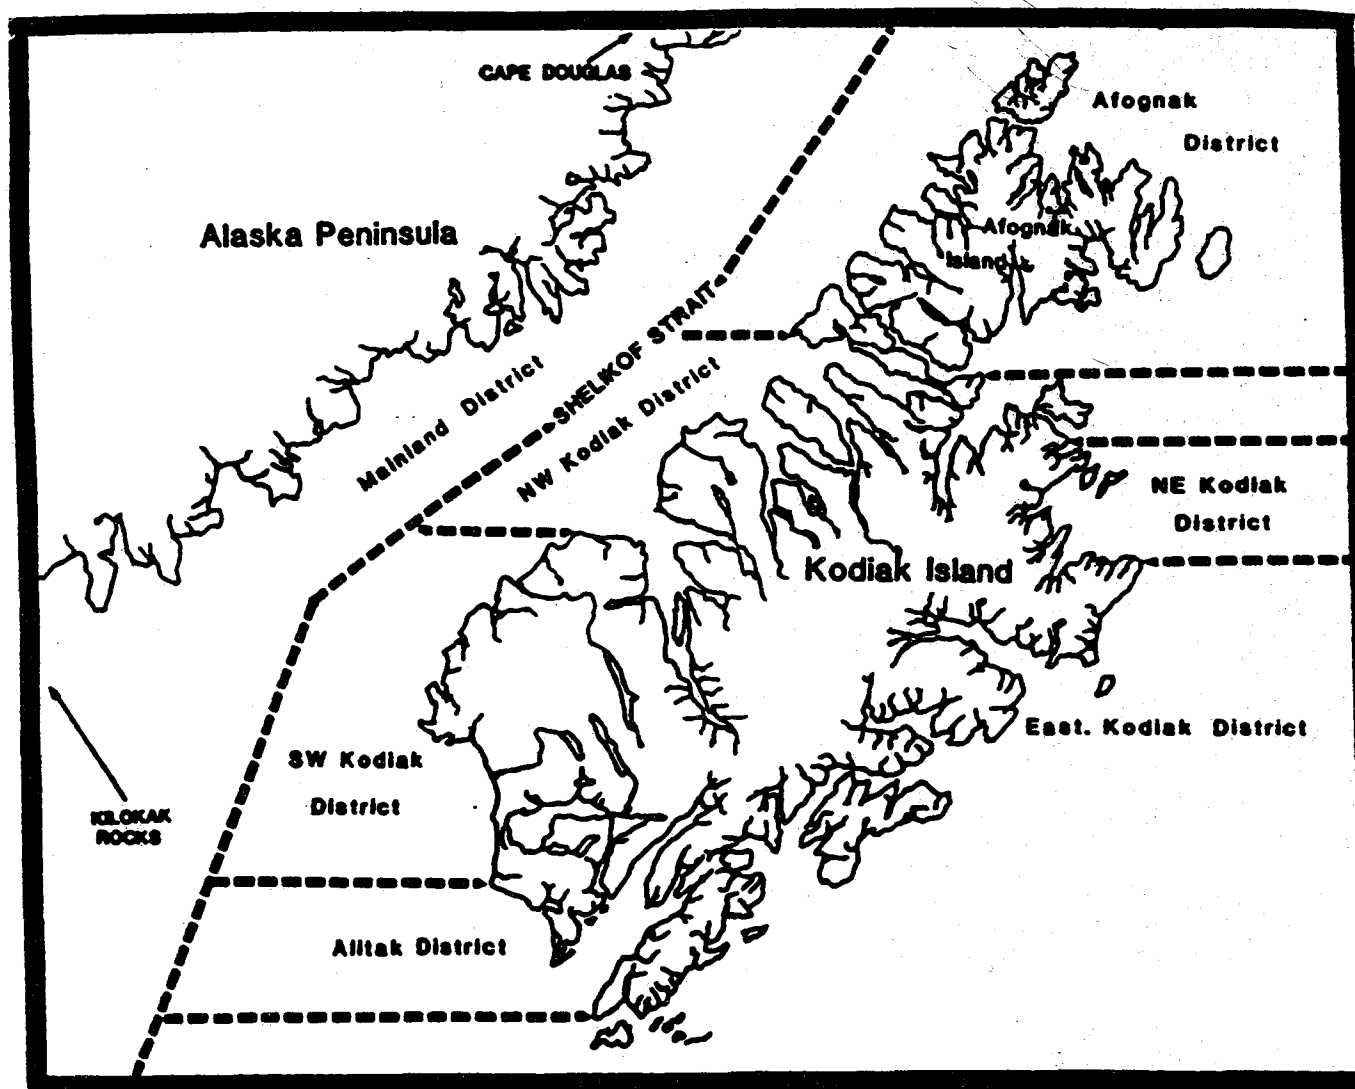 CAPE DOUGLAS
Afognak
District
Alaska Peninsula
Afognak
Island
SHELIKOF STRAIT
Mainland District
NW Kodiak District
NE Kodiak
District
Kodiak Island
East. Kodiak District
SW Kodiak
District
KILOKAK
ROCKS
Alitak District